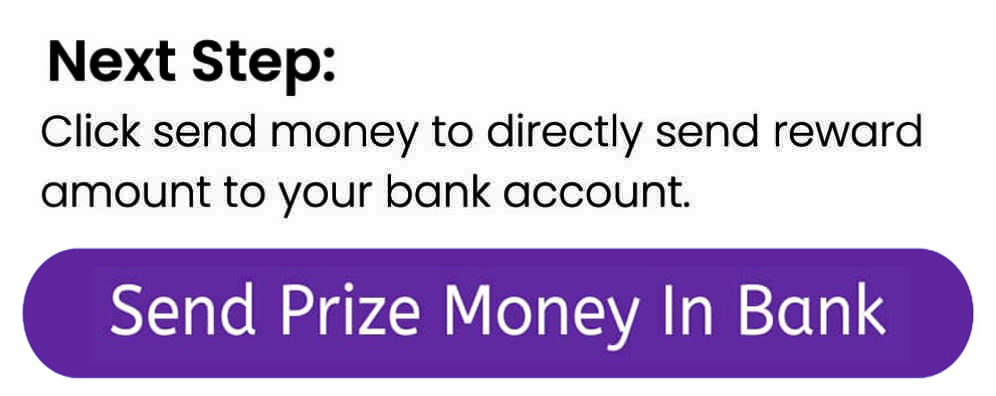 Next Step:
Click send money to directly send reward
amount to your bank account.
Send Prize Money In Bank